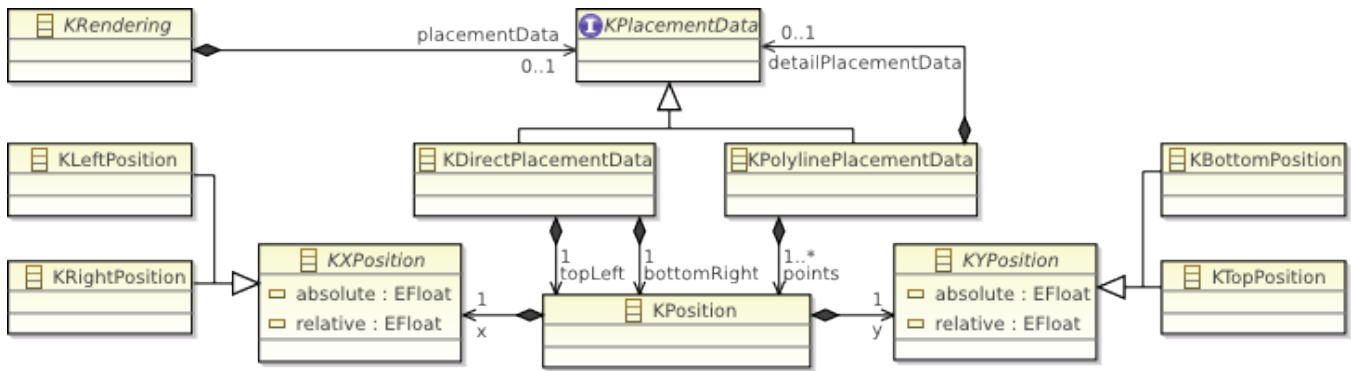 KRendering
placementData
0..1
I
KPlacementData
0..1
detailPlacementData
KLeftPosition
KDirectPlacementData
KPolylinePlacementData
KBottomPosition
KRightPosition
KXPosition
absolute : EFloat
relative : EFloat
1
topLeft
1
bottomRight
1..*
points
KYPosition
absolute : EFloat
relative : EFloat
KTopPosition
1
x
KPosition
1
y